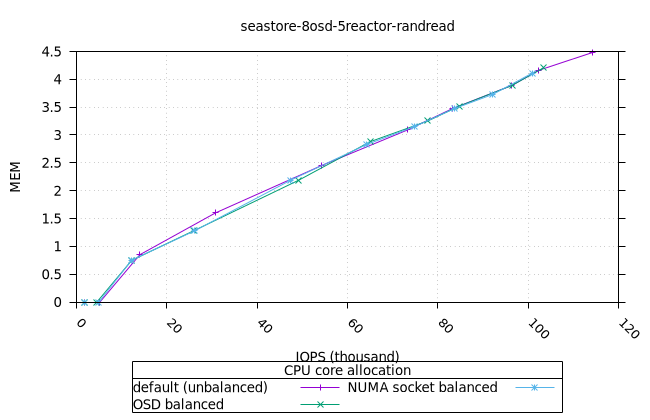 seastore-8osd-5reactor-randread
4.5
4
3.5
3
2.5
2
1.5
1
0.5
0
MEM
0 20 40 60 80 100 120
IOPS (thousand)
CPU core allocation
default (unbalanced) NUMA socket balanced
OSD balanced